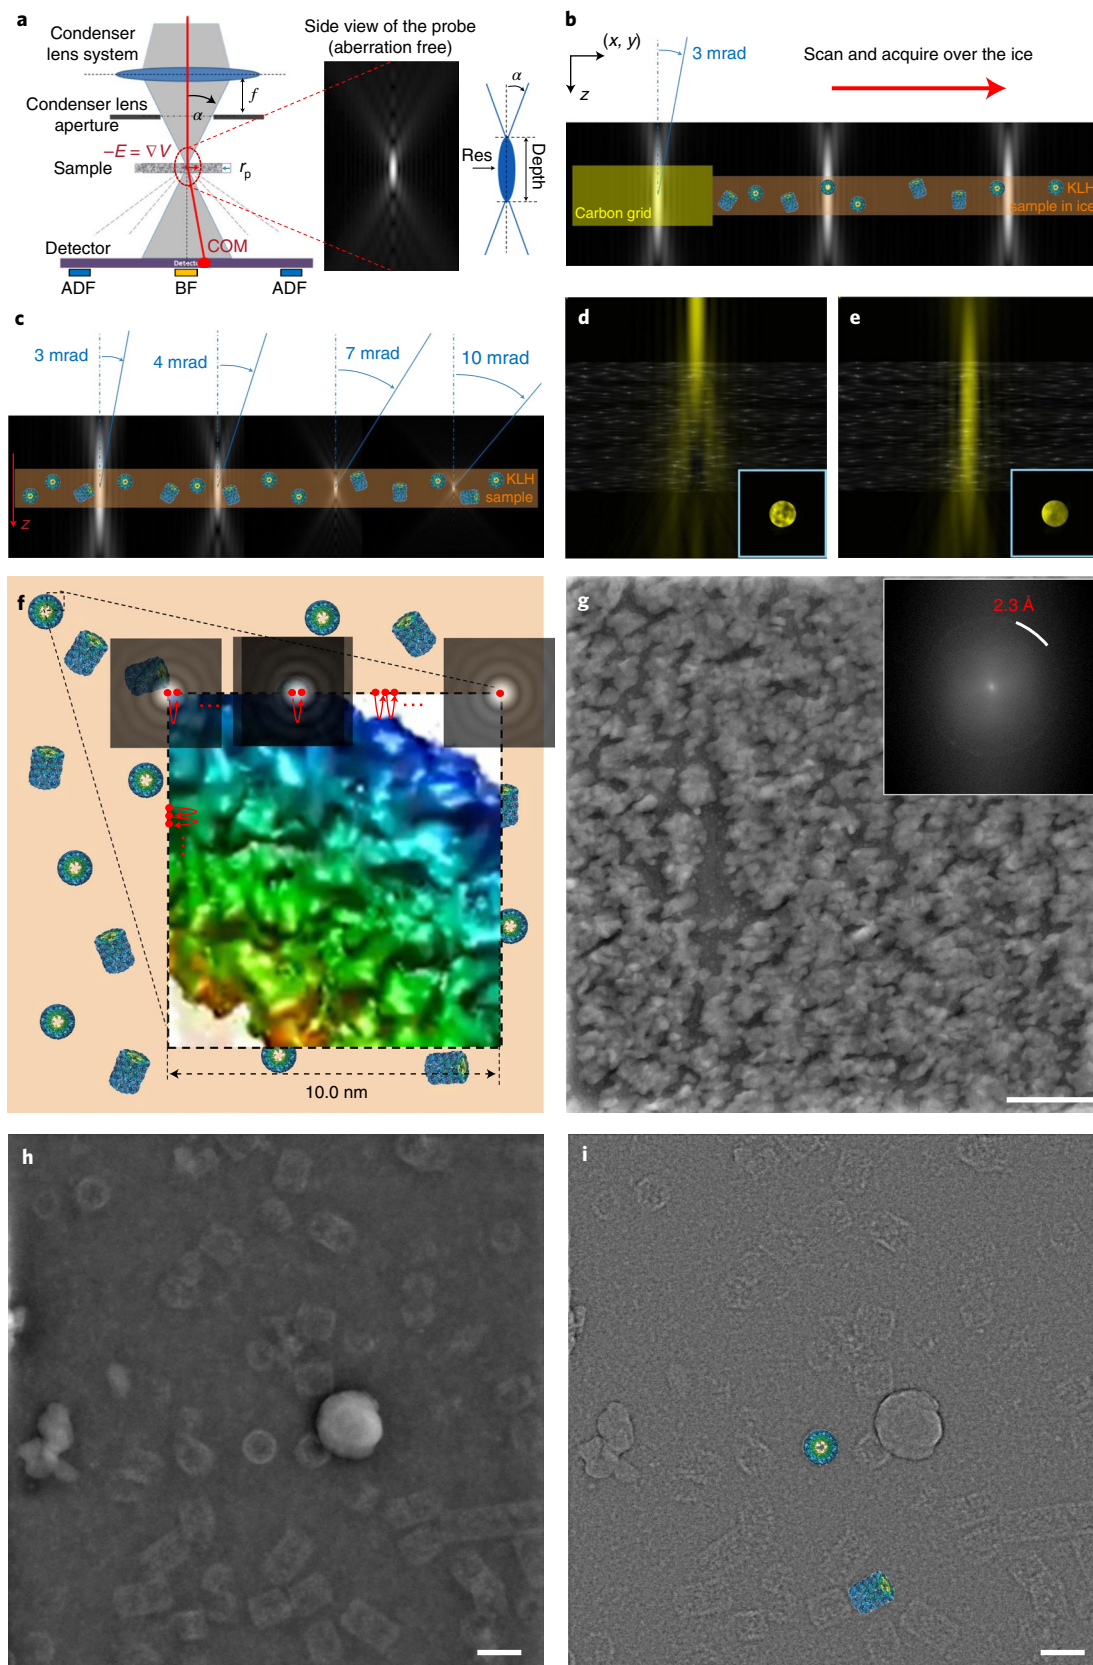 a
Condenser
lens system
Condenser lens
aperture
f
α
−E = ∇V
Sample
rp
Detector
COM
Detec
ADF
BF
ADF
Side view of the probe
(aberration free)
α
Res
Depth
b
(x, y)
z
3 mrad
Scan and acquire over the ice
Carbon grid
KLH
sample in ice
c
3 mrad
4 mrad
7 mrad
10 mrad
KLH
sample
z
d
e
f
...
...
...
10.0 nm
g
2.3 Å
h
i